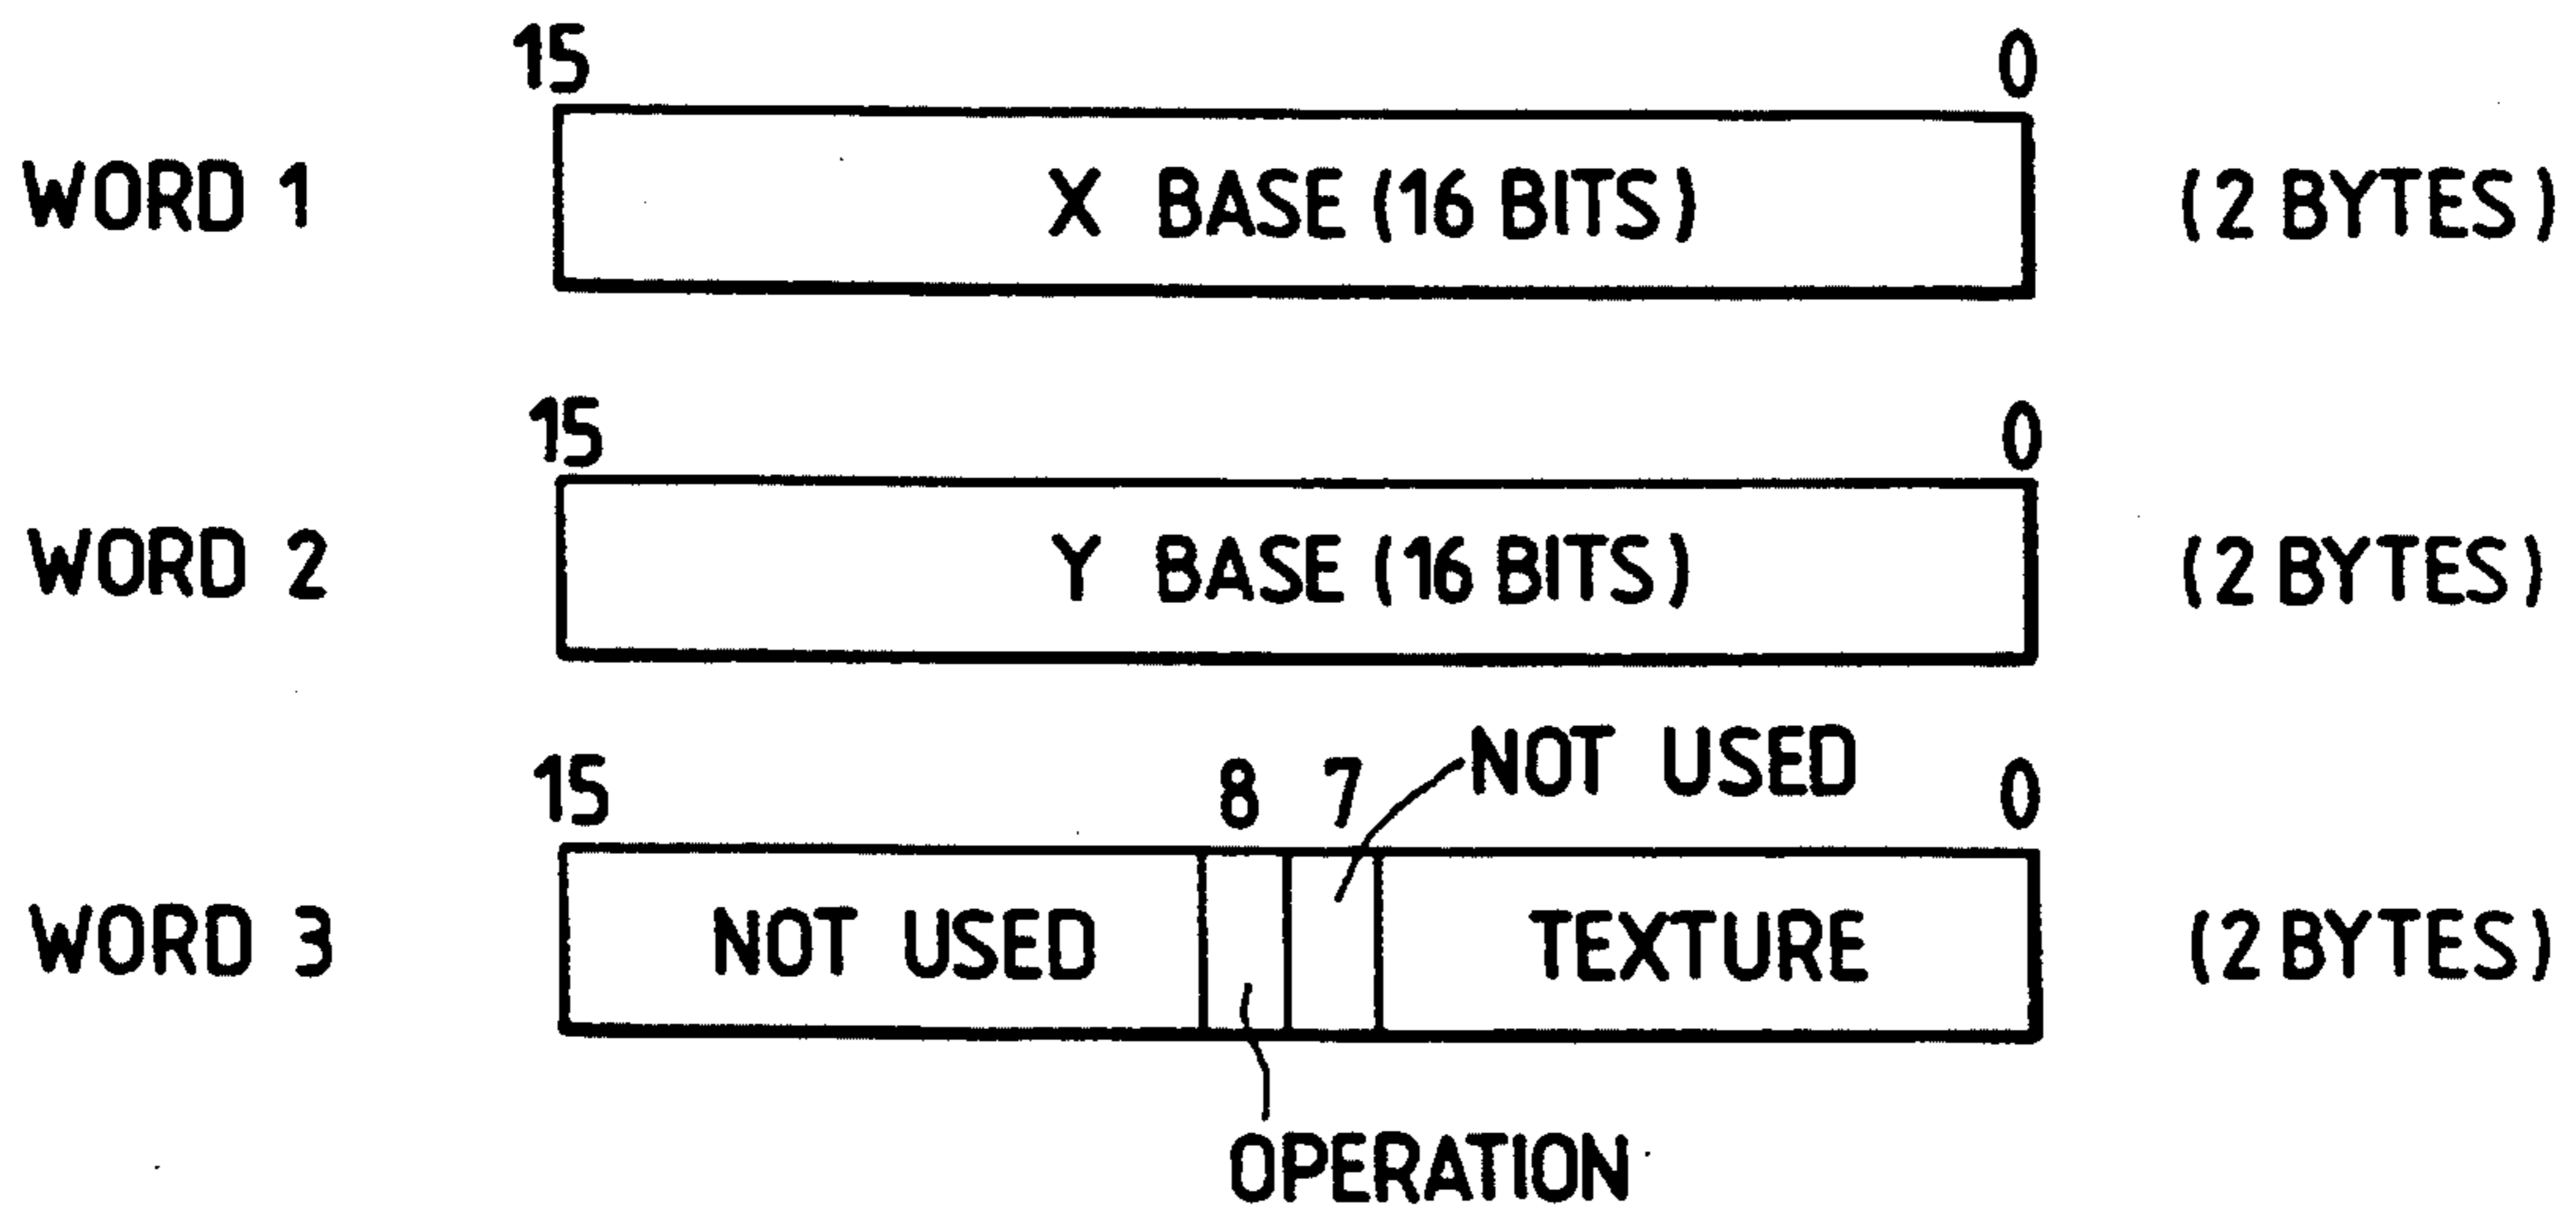 15 0
WORD 1 X BASE (16 BITS) (2 BYTES)
15 0
WORD 2 Y BASE (16 BITS) (2 BYTES)
NOT USED
15 8 7 0
WORD 3 NOT USED TEXTURE (2 BYTES)
OPERATION